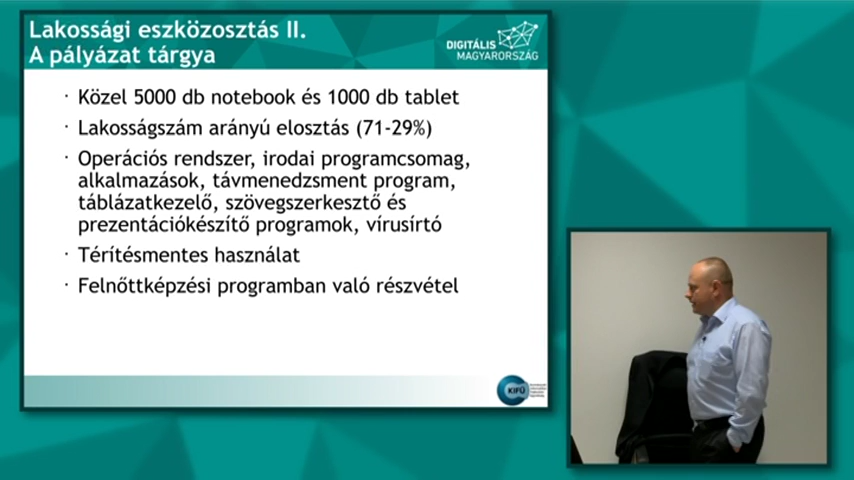 Lakossági eszközosztás II.
A pályázat tárgya
DIGITÁLIS
MAGYARORSZÁG
· Közel 5000 db notebook és 1000 db tablet
· Lakosságszám arányú elosztás (71-29%)
· Operációs rendszer, irodai programcsomag,
alkalmazások, távmenedzsment program,
táblázatkezelő, szövegszerkesztő és
prezentációkészítő programok, vírusírtó
· Térítésmentes használat
· Felnőttképzési programban való részvétel
KIFÜ